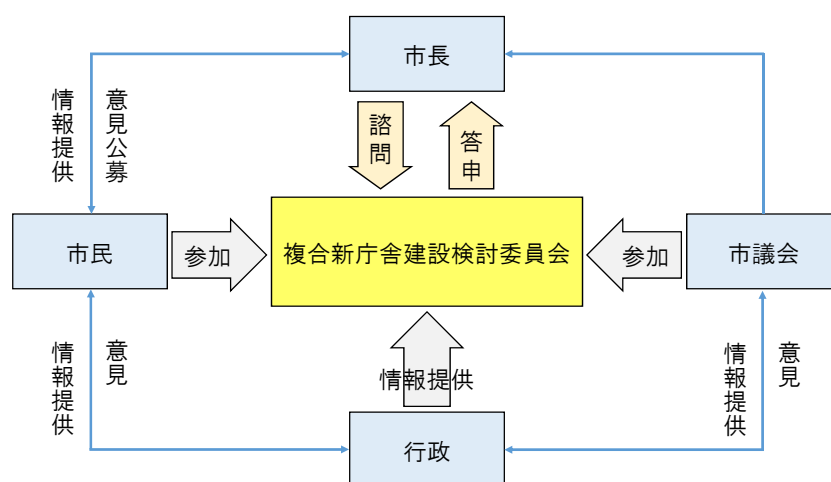 市長
情報提供
意見公募
諮問
答申
市民
参加
複合新庁舎建設検討委員会
参加
市議会
情報提供
意見
情報提供
情報提供
意見
行政